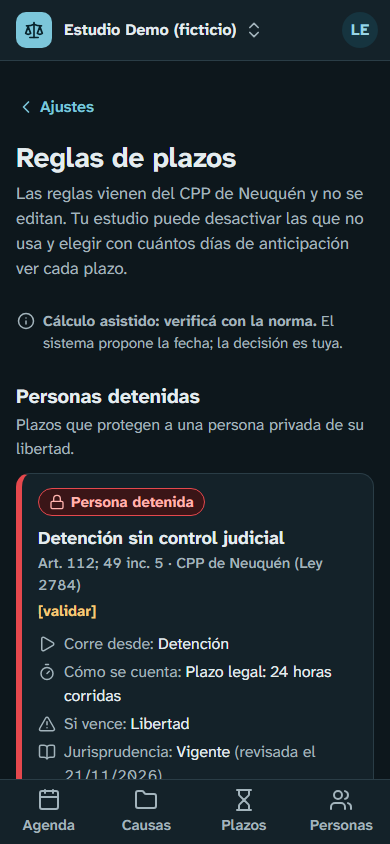 Estudio Demo (ficticio)
LE
Ajustes
Reglas de plazos
Las reglas vienen del CPP de Neuquén y no se
editan. Tu estudio puede desactivar las que no
usa y elegir con cuántos días de anticipación
ver cada plazo.
Cálculo asistido: verificá con la norma. El
sistema propone la fecha; la decisión es tuya.
Personas detenidas
Plazos que protegen a una persona privada de su
libertad.
Persona detenida
Detención sin control judicial
Art. 112; 49 inc. 5 · CPP de Neuquén (Ley
2784)
[validar]
Corre desde: Detención
Cómo se cuenta: Plazo legal: 24 horas
corridas
Si vence: Libertad
Jurisprudencia: Vigente (revisada el
21/11/2026)
Agenda
Causas
Plazos
Personas